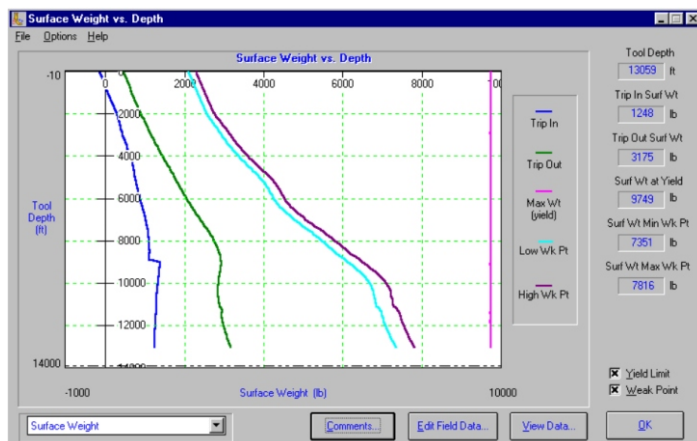 Surface Weight vs. Depth
File Options Help
Surface Weight vs. Depth
-10
0 2000 4000 6000 8000 10000
2000
4000
6000
8000
10000
12000
14000
Tool
Depth
(ft)
-1000
Surface Weight (lb)
10000
Trip In
Trip Out
Max Wt
(yield)
Low Wk Pt
High Wk Pt
Tool Depth
13059 ft
Trip In Surf Wt
1248 lb
Trip Out Surf Wt
3175 lb
Surf Wt at Yield
9749 lb
Surf Wt Min Wk Pt
7351 lb
Surf Wt Max Wk Pt
7816 lb
Yield Limit
Weak Point
Surface Weight
Comments...
Edit Field Data...
View Data...
OK